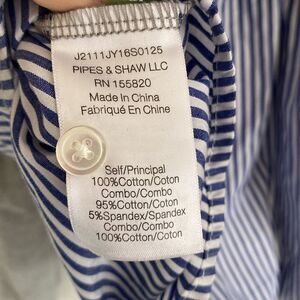 J2111JY16S0125
PIPES & SHAW LLC
RN 155820
Made In China
Fabriqué En Chine
Self/Principal
100%Cotton/Coton
Combo/Combo
95%Cotton/Coton
5%Spandex/Spandex
Combo/Combo
100%Cotton/Coton